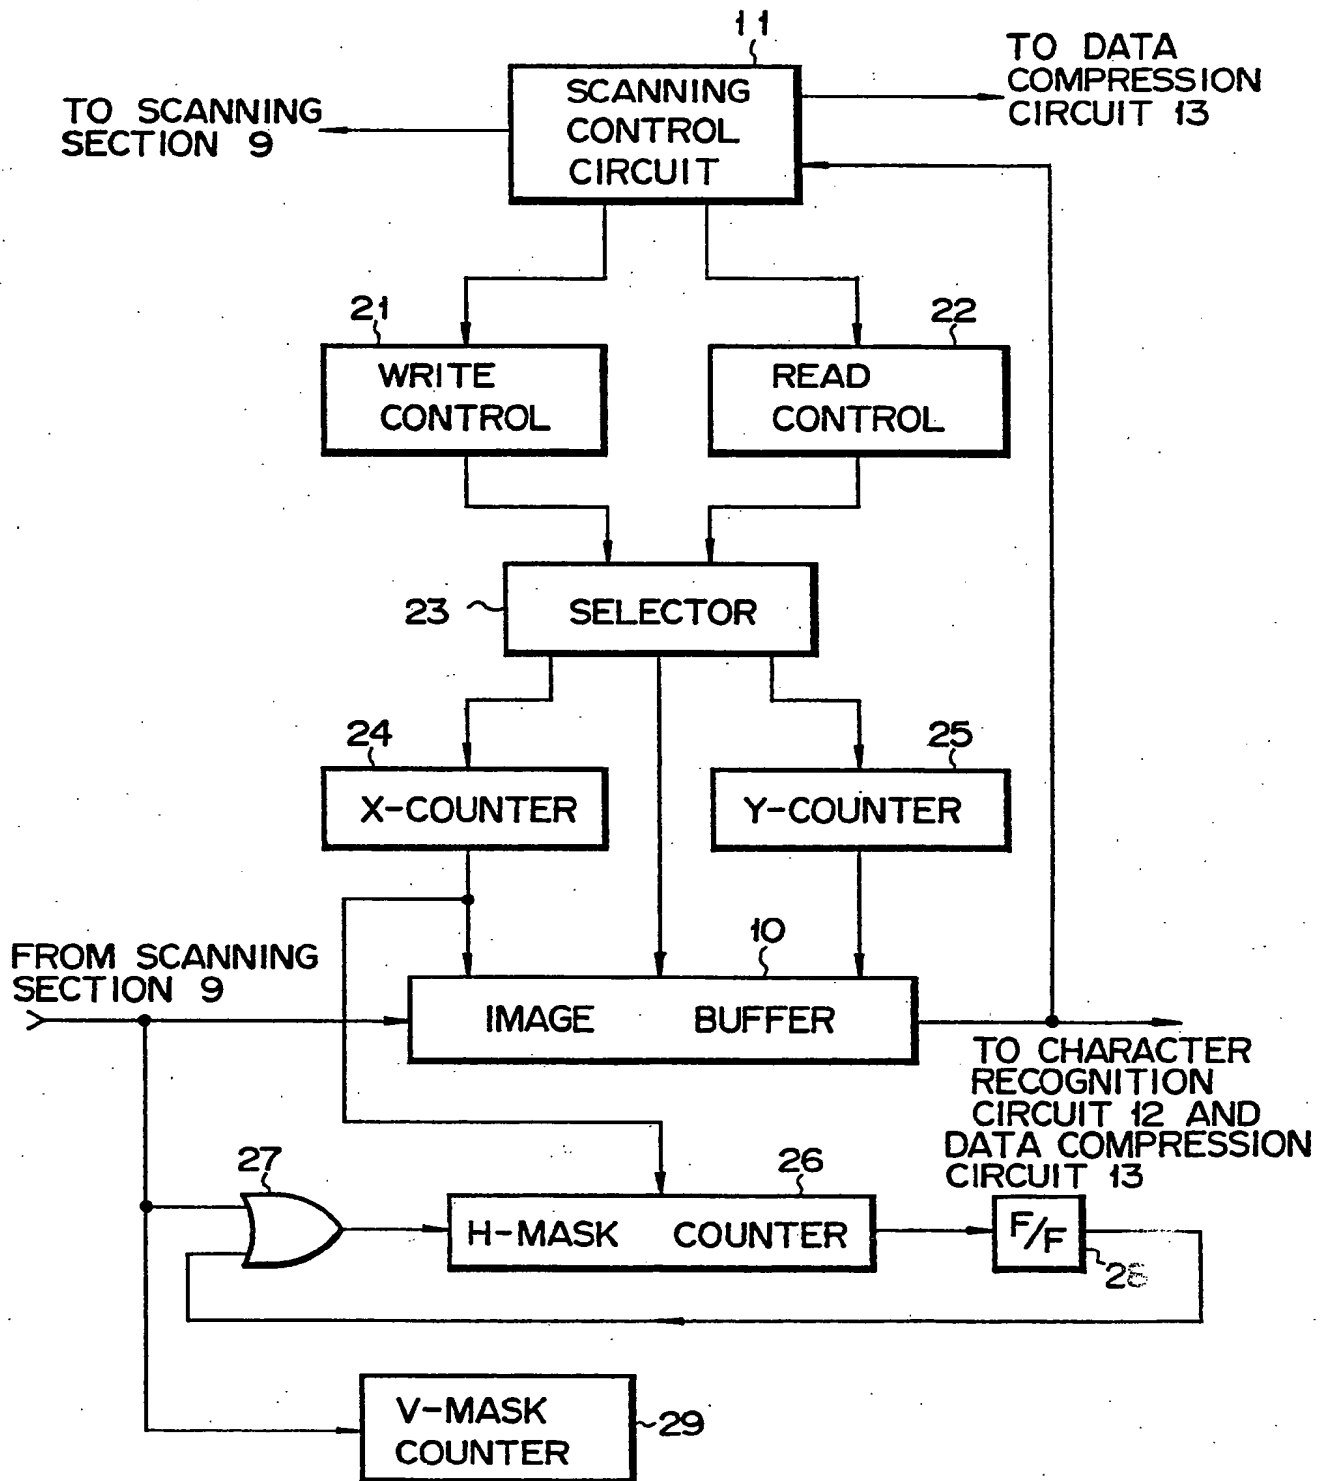 11
TO DATA
COMPRESSION
CIRCUIT 13
SCANNING
CONTROL
CIRCUIT
TO SCANNING
SECTION 9
21
22
WRITE
CONTROL
READ
CONTROL
23
SELECTOR
24
25
X-COUNTER
Y-COUNTER
FROM SCANNING
SECTION 9
10
IMAGE BUFFER
TO CHARACTER
RECOGNITION
CIRCUIT 12 AND
DATA COMPRESSION
CIRCUIT 13
27
26
H-MASK COUNTER
F/F
V-MASK
COUNTER
29